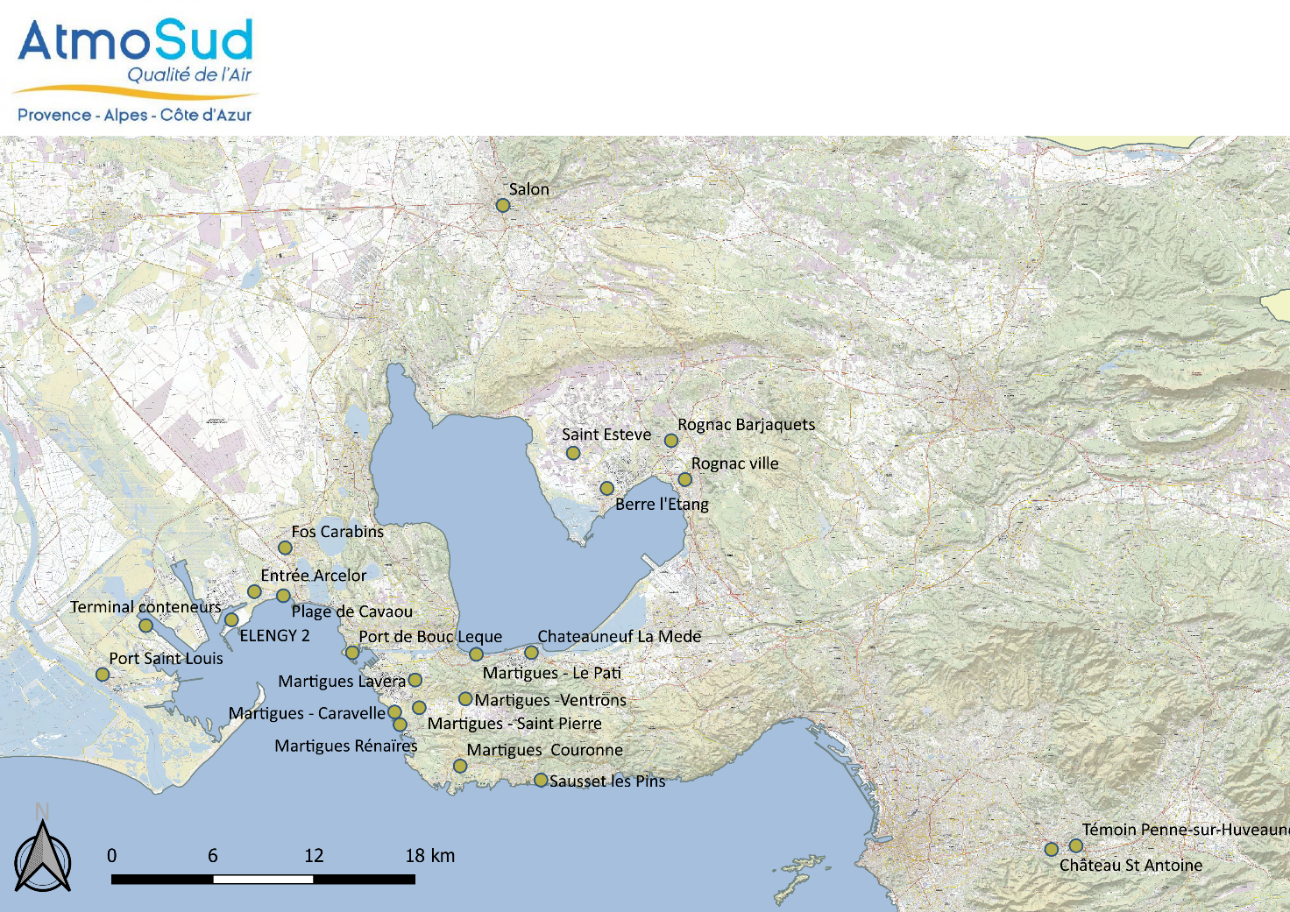 AtmoSud
Qualité de l'Air
Provence - Alpes - Côte d'Azur
Salon
Rognac Barjaquets
Saint Esteve
Rognac ville
Berre l'Etang
Fos Carabins
Entrée Arcelor
Terminal conteneurs
Plage de Cavaou
ELENGY 2
Port de Bouc Leque
Chateauneuf La Mede
Port Saint Louis
Martigues - Le Pati
Martigues Lavera
Martigues -Ventrons
Martigues - Caravelle
Martigues - Saint Pierre
Martigues Rénaïres
Martigues Couronne
Sausset les Pins
N
Témoin Penne-sur-Huveaun
0 6 12 18 km
Château St Antoine